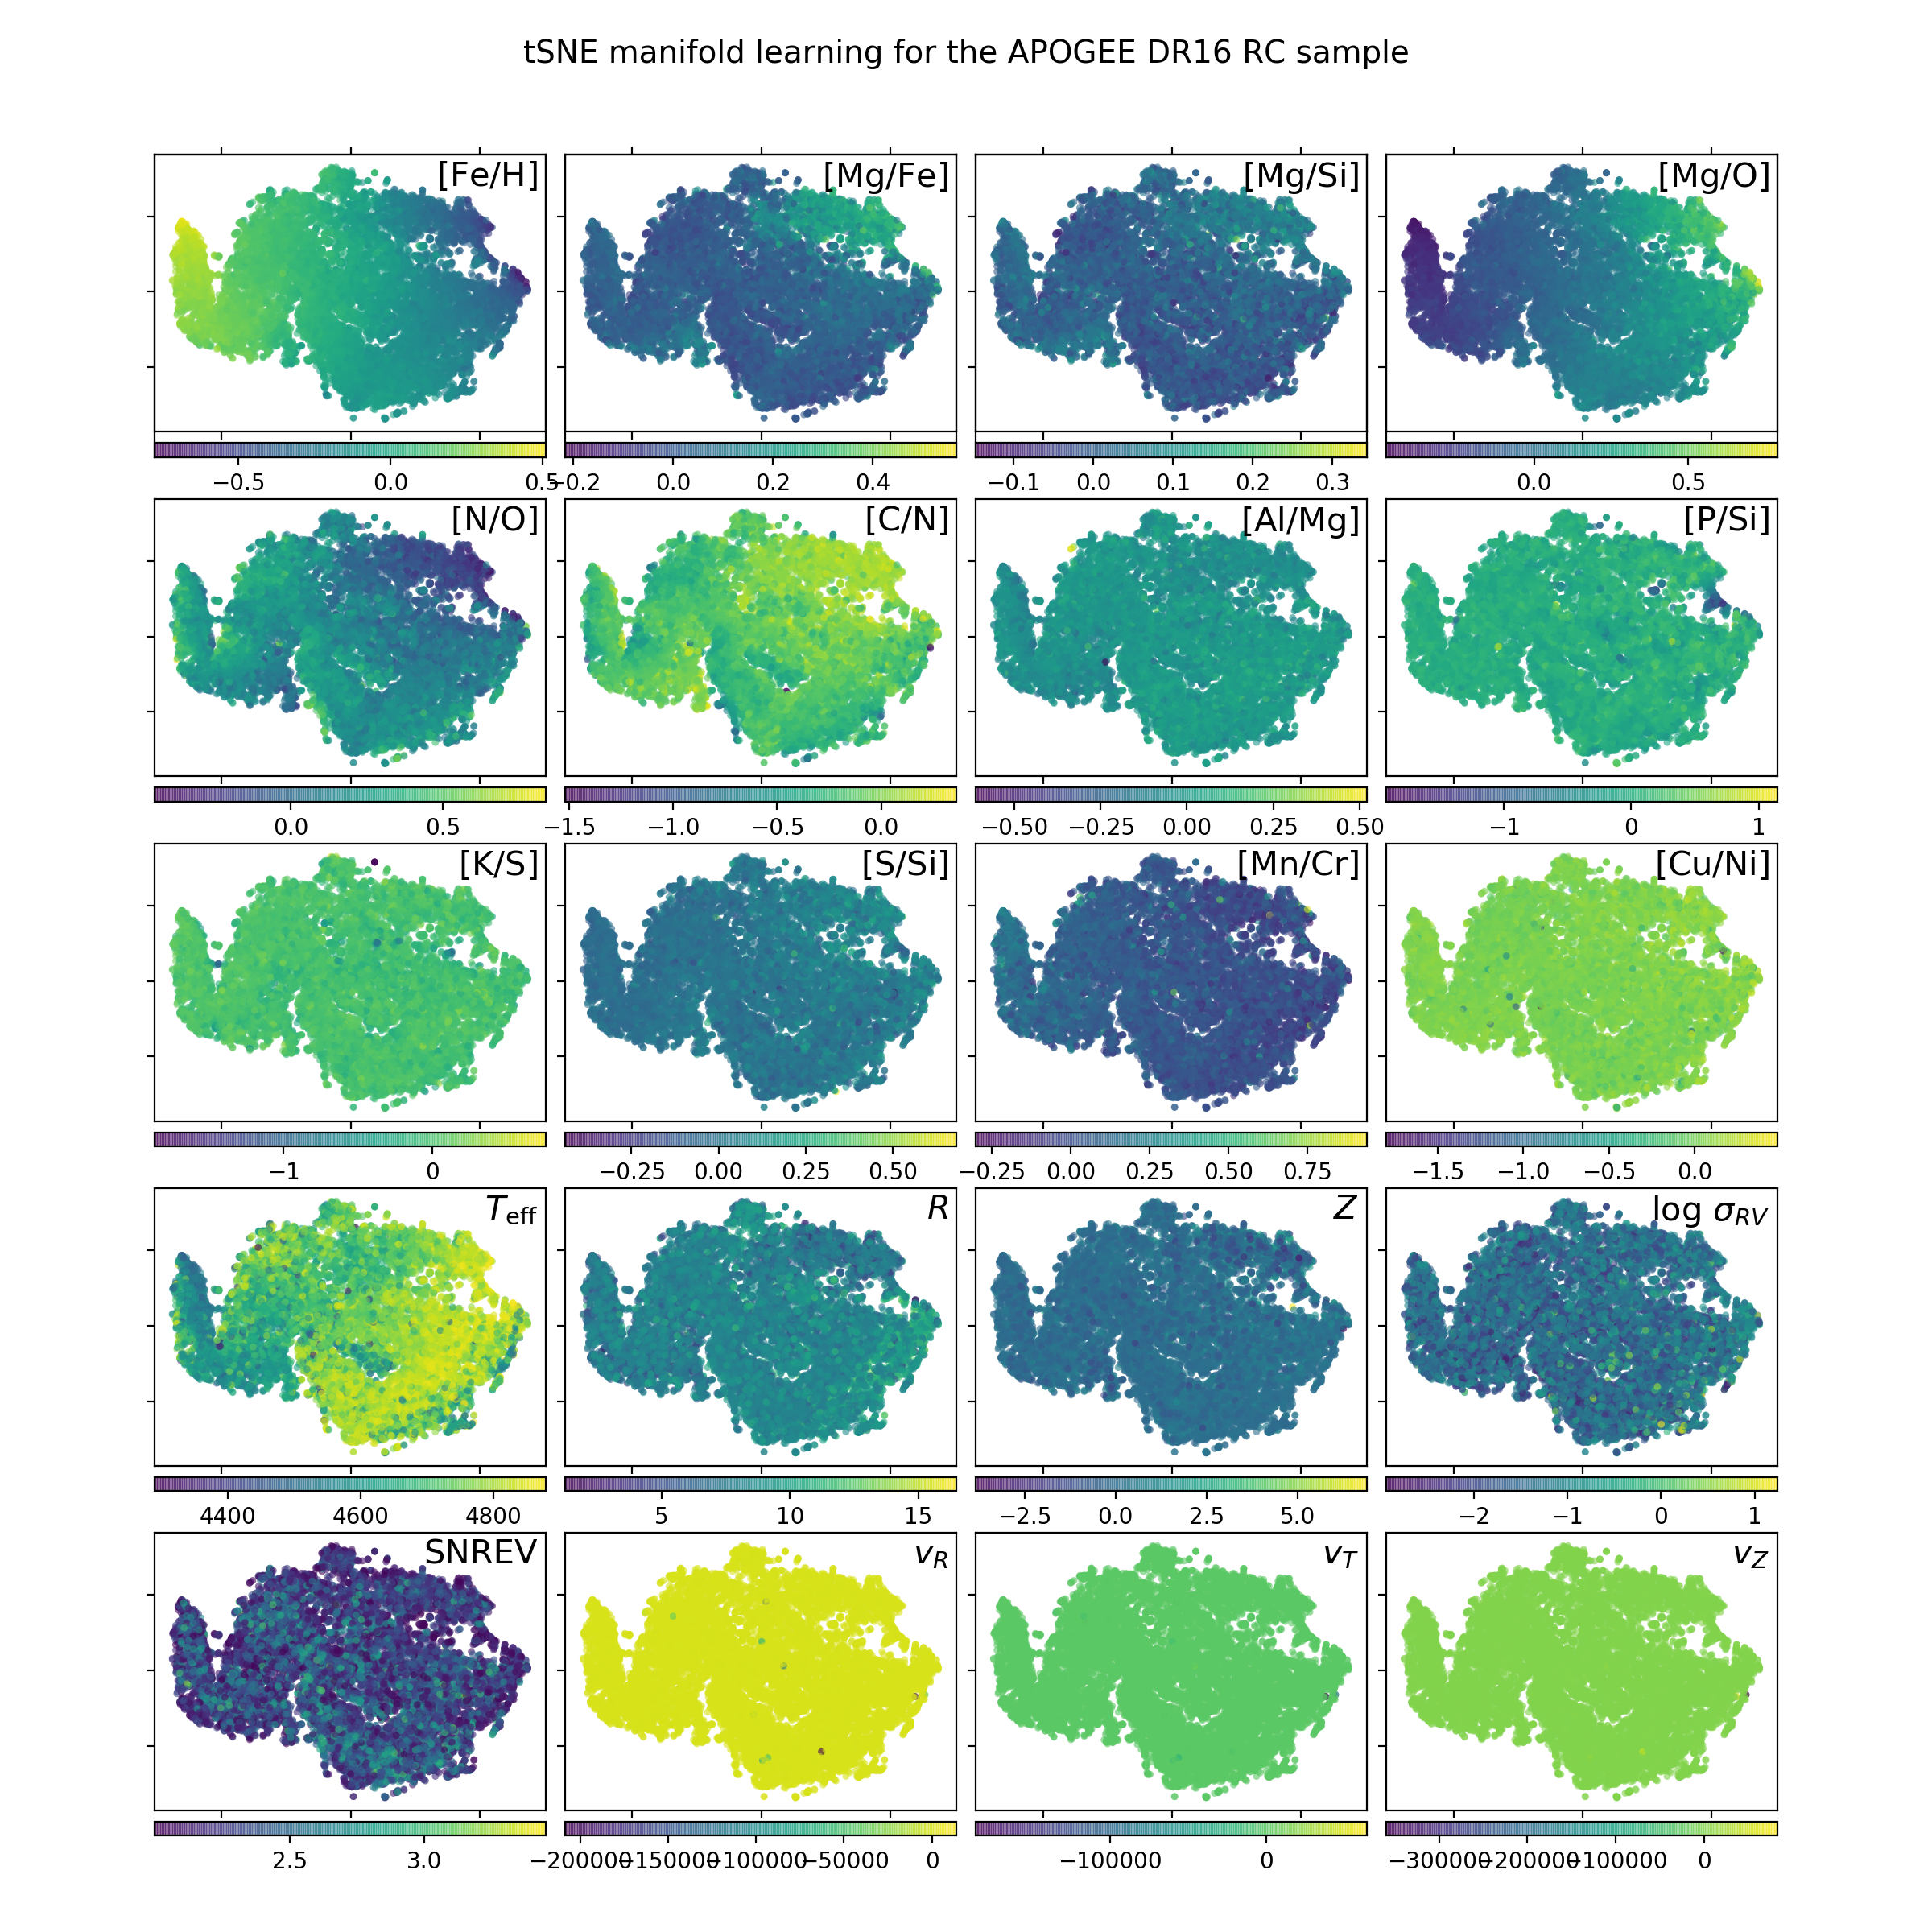 tSNE manifold learning for the APOGEE DR16 RC sample
[Fe/H] [Mg/Fe] [Mg/Si] [Mg/O]
−0.5 0.0 0.5 −0.2 0.0 0.2 0.4 −0.1 0.0 0.1 0.2 0.3 0.0 0.5
[N/O] [C/N] [Al/Mg] [P/Si]
0.0 0.5 −1.5 −1.0 −0.5 0.0 −0.50 −0.25 0.00 0.25 0.50 −1 0 1
[K/S] [S/Si] [Mn/Cr] [Cu/Ni]
−1 0 −0.25 0.00 0.25 0.50 −0.25 0.00 0.25 0.50 0.75 −1.5 −1.0 −0.5 0.0
T_eff R Z log σ_RV
4400 4600 4800 5 10 15 −2.5 0.0 2.5 5.0 −2 −1 0 1
SNREV v_R v_T v_Z
2.5 3.0 −200000 −150000 −100000 −50000 0 −100000 0 −300000 −200000 −100000 0